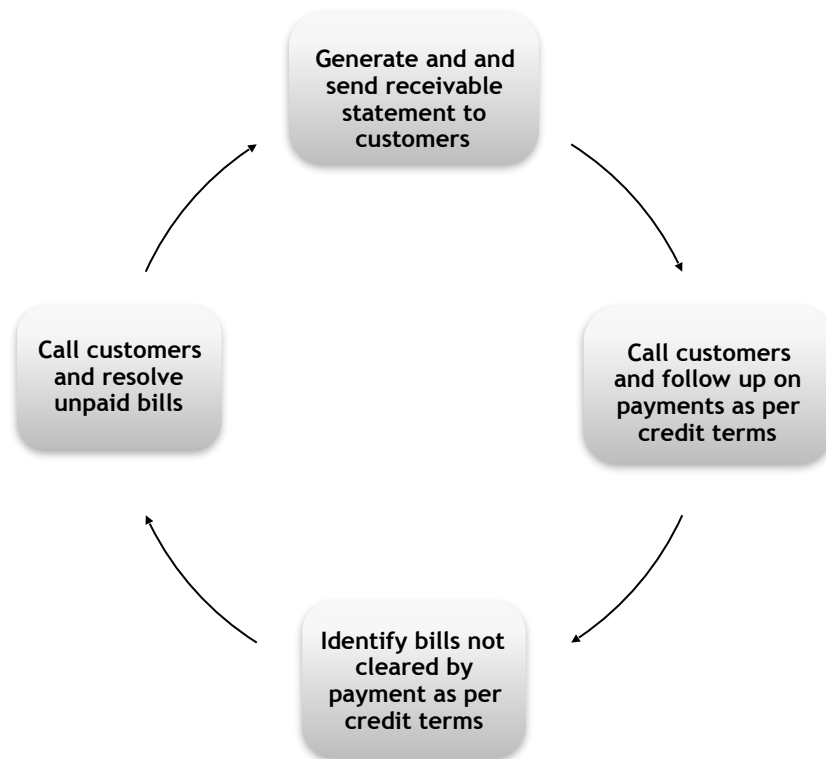 Generate and and
send receivable
statement to
customers
Call customers
and follow up on
payments as per
credit terms
Identify bills not
cleared by
payment as per
credit terms
Call customers
and resolve
unpaid bills